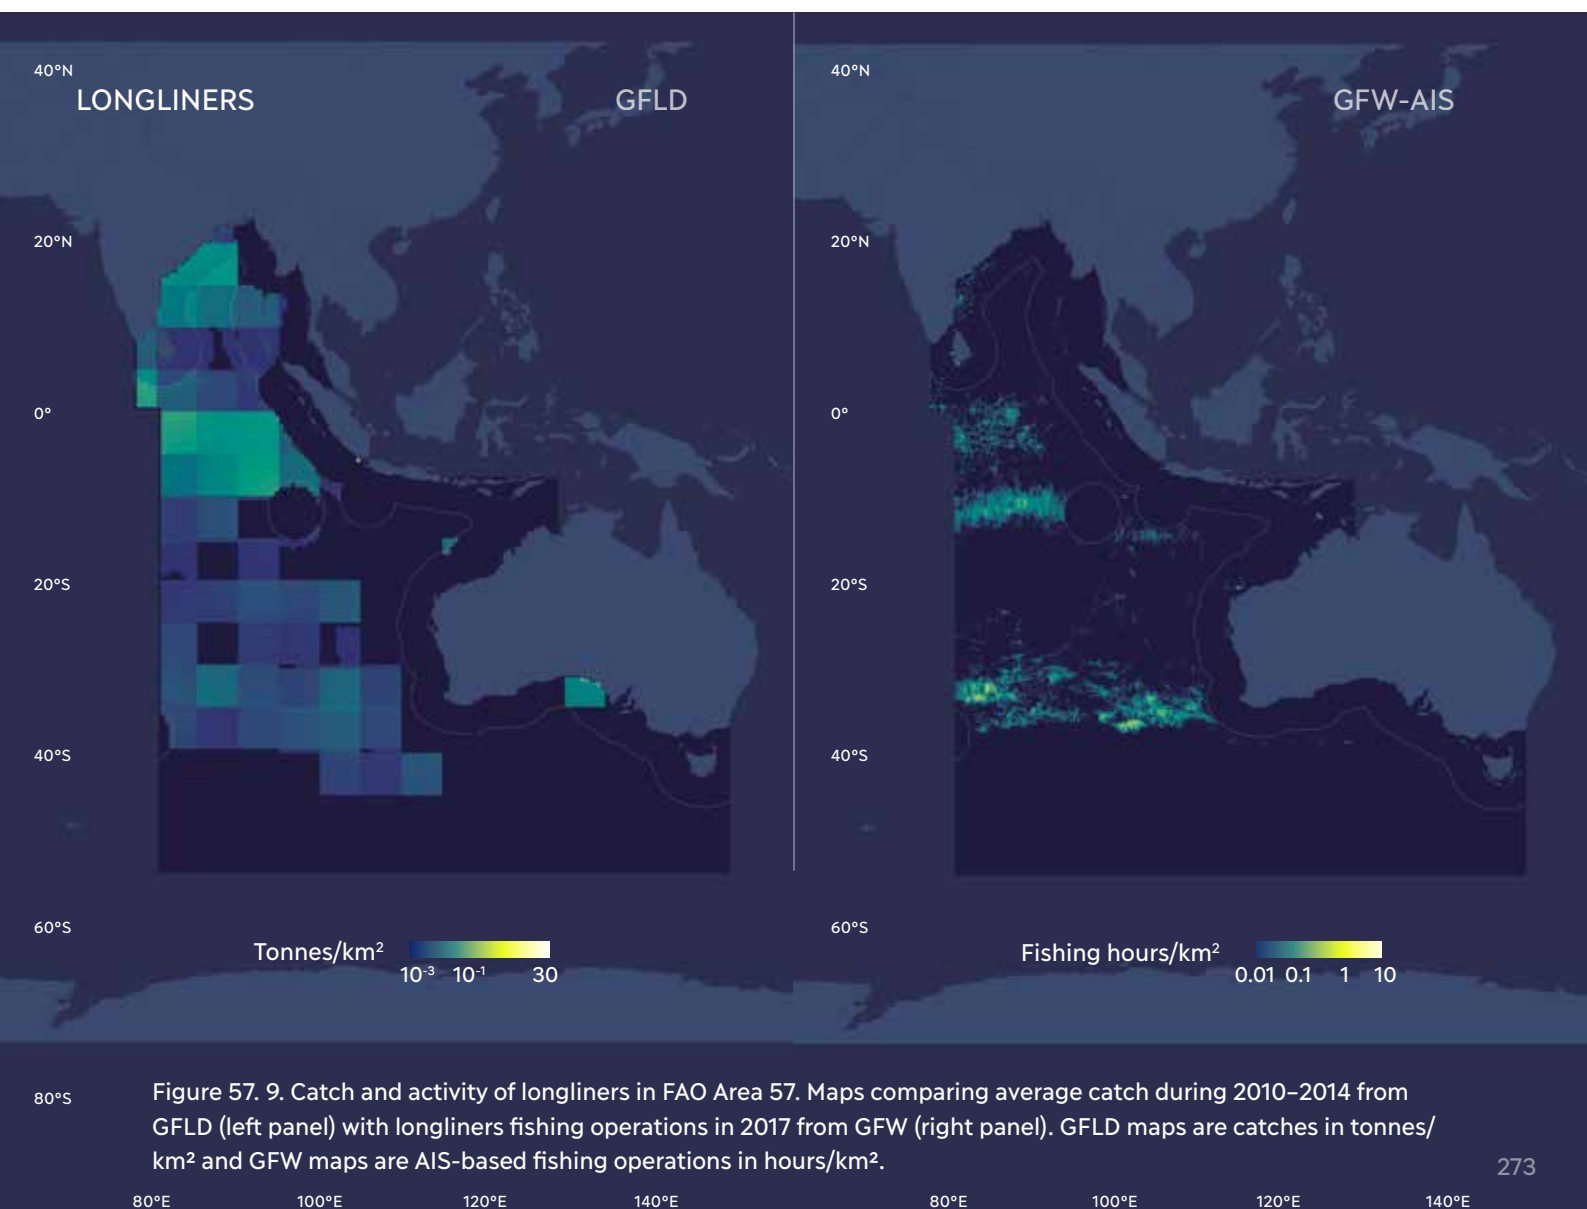 40°N
LONGLINERS
GFLD
20°N
0°
20°S
40°S
60°S
Tonnes/km²
10⁻³ 10⁻¹ 30
40°N
GFW-AIS
20°N
0°
20°S
40°S
60°S
Fishing hours/km²
0.01 0.1 1 10
80°S
Figure 57. 9. Catch and activity of longliners in FAO Area 57. Maps comparing average catch during 2010–2014 from
GFLD (left panel) with longliners fishing operations in 2017 from GFW (right panel). GFLD maps are catches in tonnes/
km² and GFW maps are AIS-based fishing operations in hours/km².
273
80°E 100°E 120°E 140°E
80°E 100°E 120°E 140°E